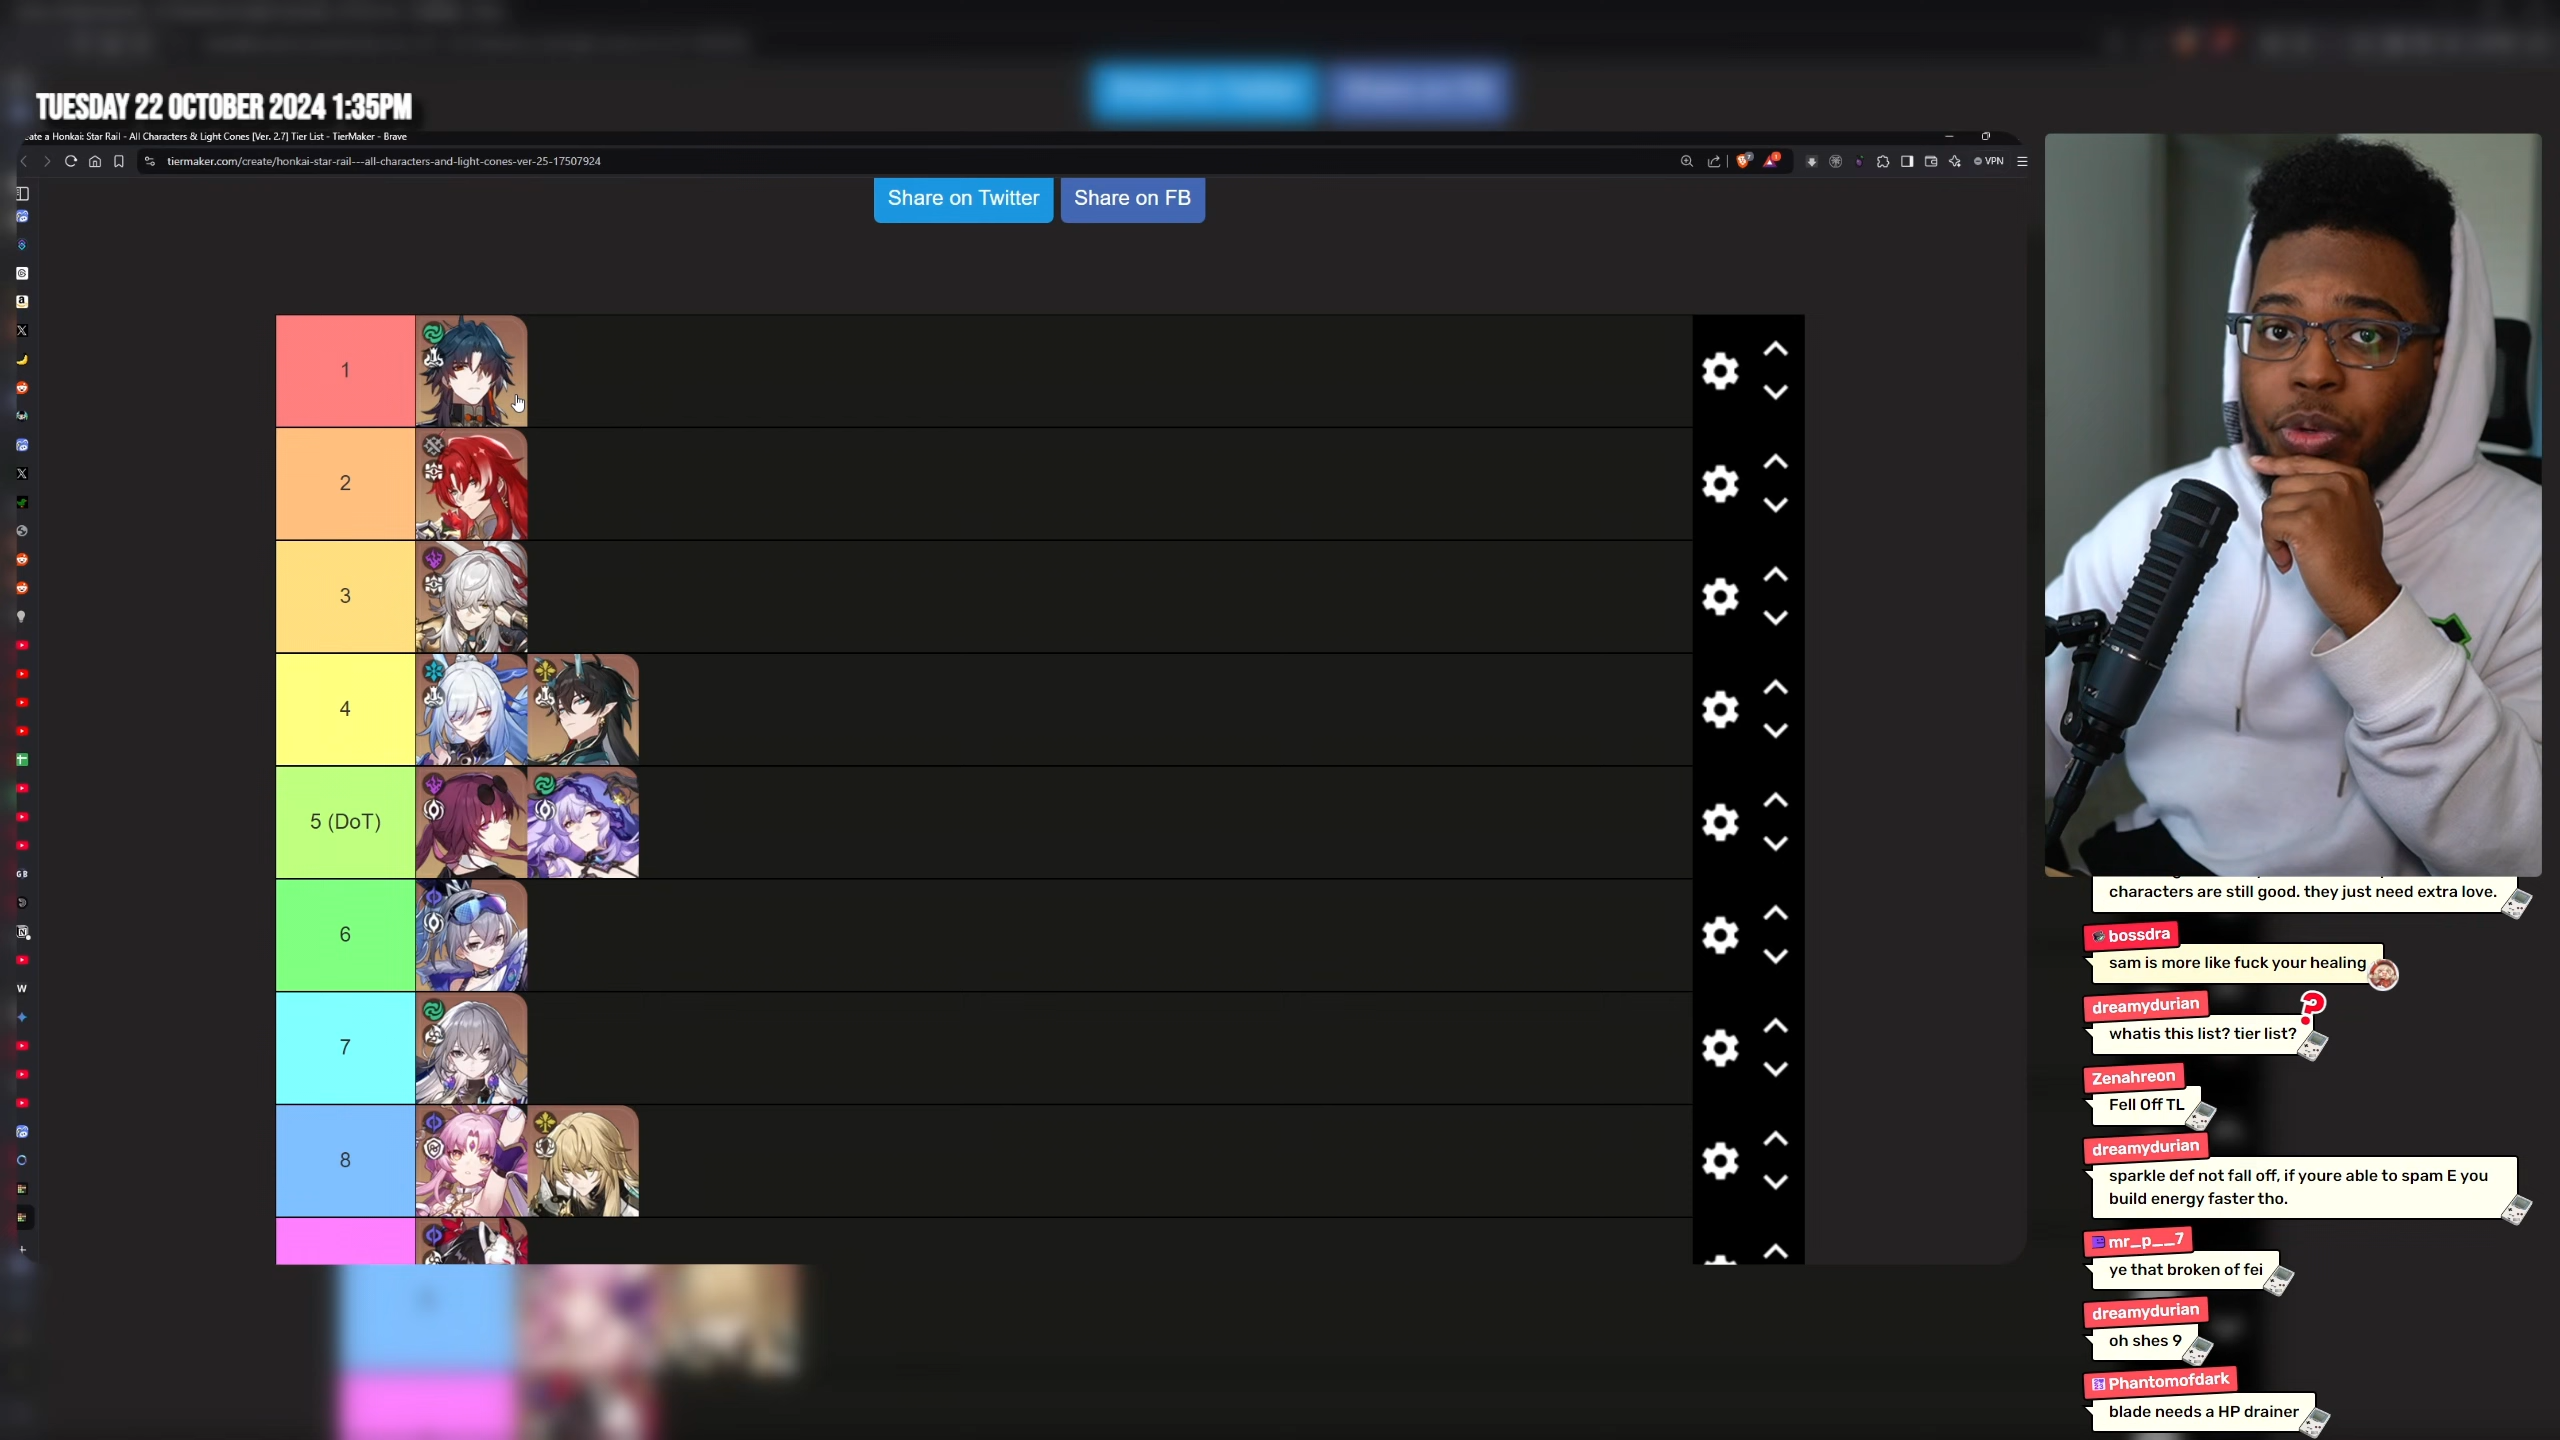 TUESDAY 22 OCTOBER 2024 1:35PM
ate a Honkai: Star Rail - All Characters & Light Cones [Ver. 2.7] Tier List - TierMaker - Brave
tiermaker.com/create/honkai-star-rail---all-characters-and-light-cones-ver-25-17507924
VPN
Share on Twitter
Share on FB
1
2
3
4
5 (DoT)
6
7
8
characters are still good. they just need extra love.
bossdra
sam is more like fuck your healing
dreamydurian
whatis this list? tier list?
Zenahreon
Fell Off TL
dreamydurian
sparkle def not fall off, if youre able to spam E you
build energy faster tho.
mr_p__7
ye that broken of fei
dreamydurian
oh shes 9
Phantomofdark
blade needs a HP drainer